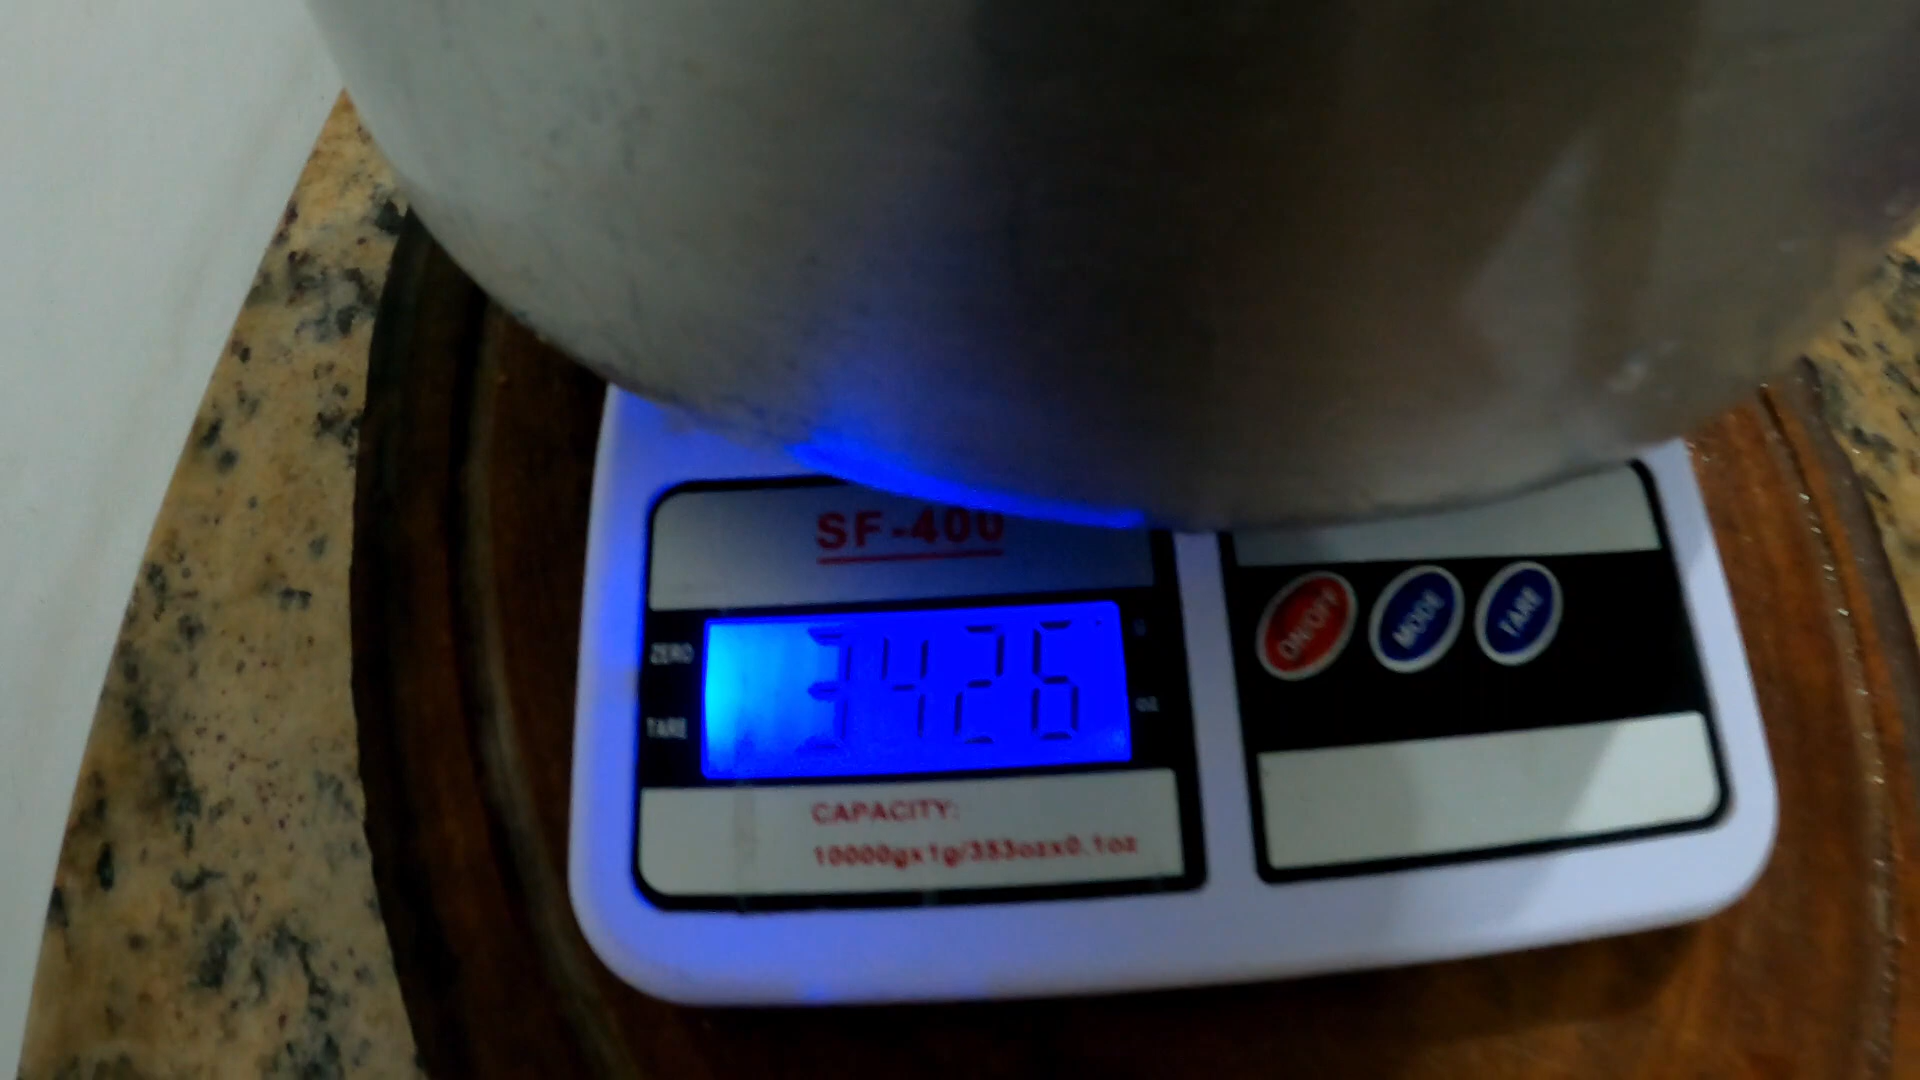 SF-400
ZERO
3426
G
TARE
OZ
CAPACITY:
10000gx1g/353ozx0.1oz
ON/OFF
MODE
TARE